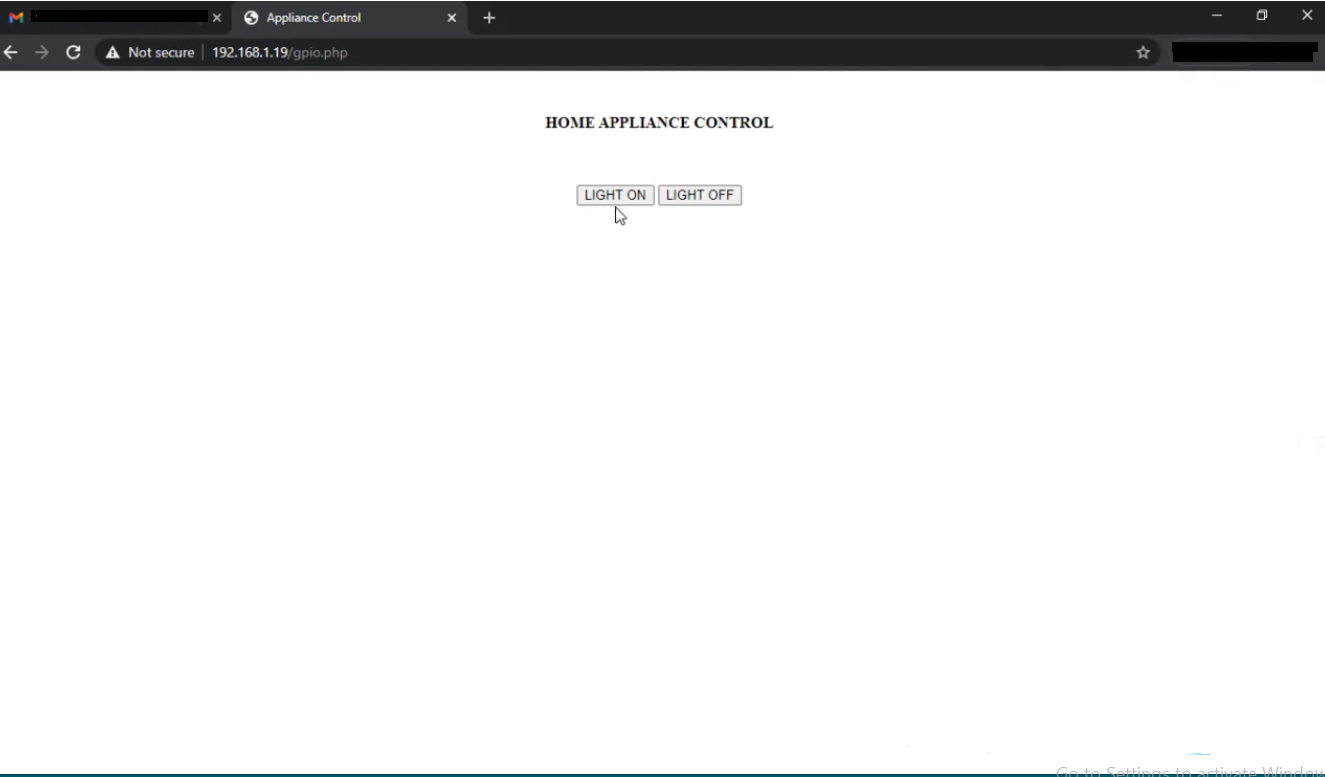 Appliance Control
Not secure 192.168.1.19/gpio.php
HOME APPLIANCE CONTROL
LIGHT ON LIGHT OFF
Go to Settings to activate Window